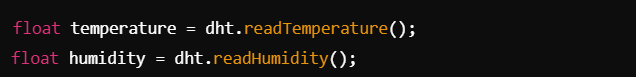 float temperature = dht.readTemperature();
float humidity = dht.readHumidity();